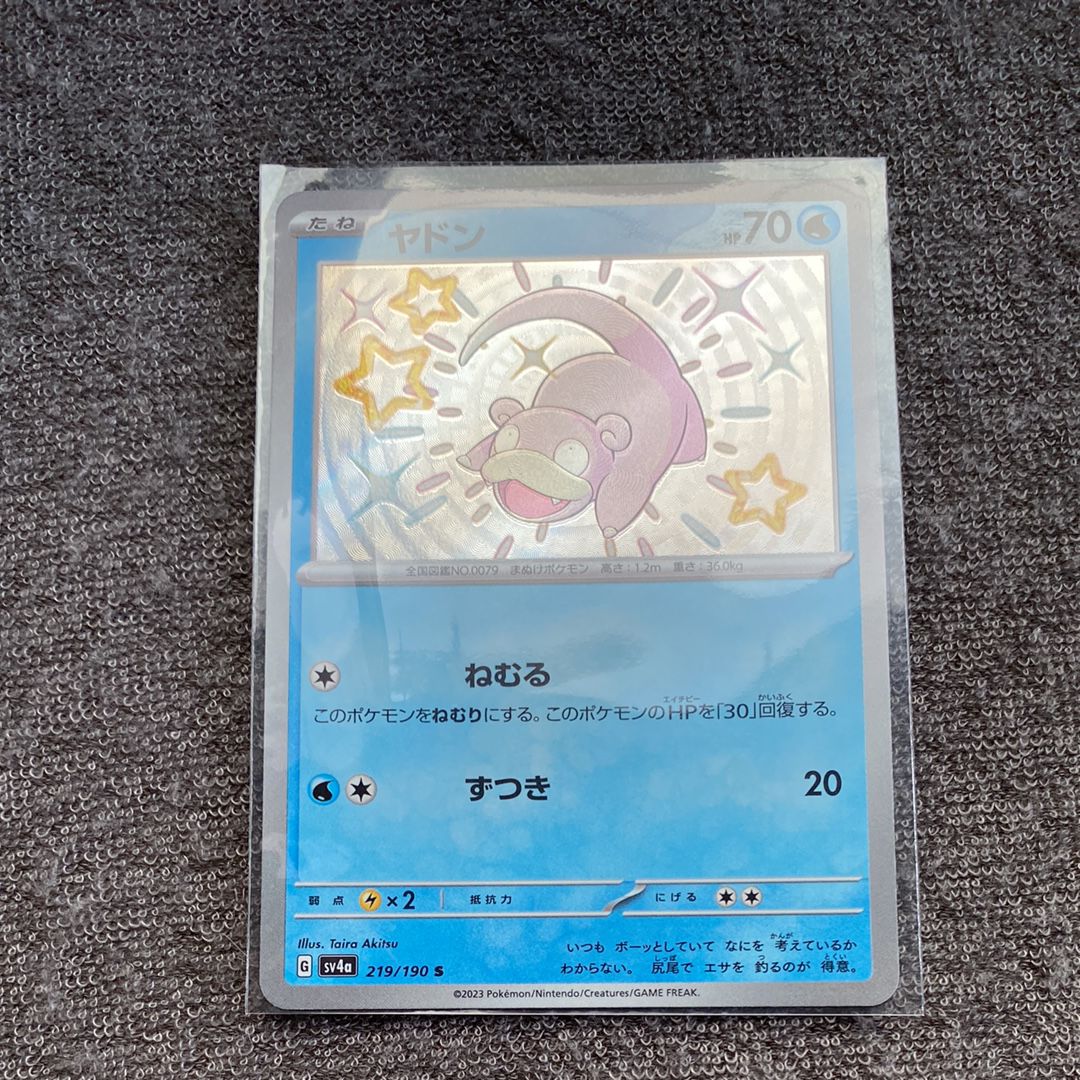 たね ヤドン HP70
全国図鑑NO.0079 まぬけポケモン 高さ：1.2m 重さ：36.0kg
ねむる
このポケモンをねむりにする。このポケモンのHPを「30」回復する。
ずつき 20
弱点 ×2 抵抗力 にげる
Illus. Taira Akitsu
いつも ボーッとしていて なにを 考えているか
わからない。 尻尾で エサを 釣るのが 得意。
G sv4a 219/190 S
©2023 Pokémon/Nintendo/Creatures/GAME FREAK.